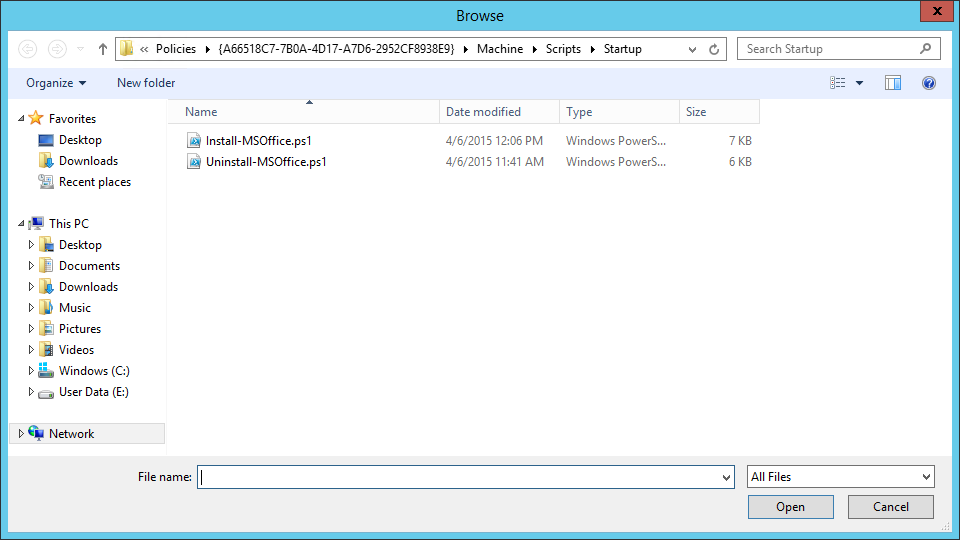 Browse
x
« Policies {A66518C7-7B0A-4D17-A7D6-2952CF8938E9} Machine Scripts Startup Search Startup
Organize New folder ?
Name Date modified Type Size
Install-MSOffice.ps1 4/6/2015 12:06 PM Windows PowerS... 7 KB
Uninstall-MSOffice.ps1 4/6/2015 11:41 AM Windows PowerS... 6 KB
Favorites
Desktop
Downloads
Recent places
This PC
Desktop
Documents
Downloads
Music
Pictures
Videos
Windows (C:)
User Data (E:)
Network
File name: All Files
Open Cancel